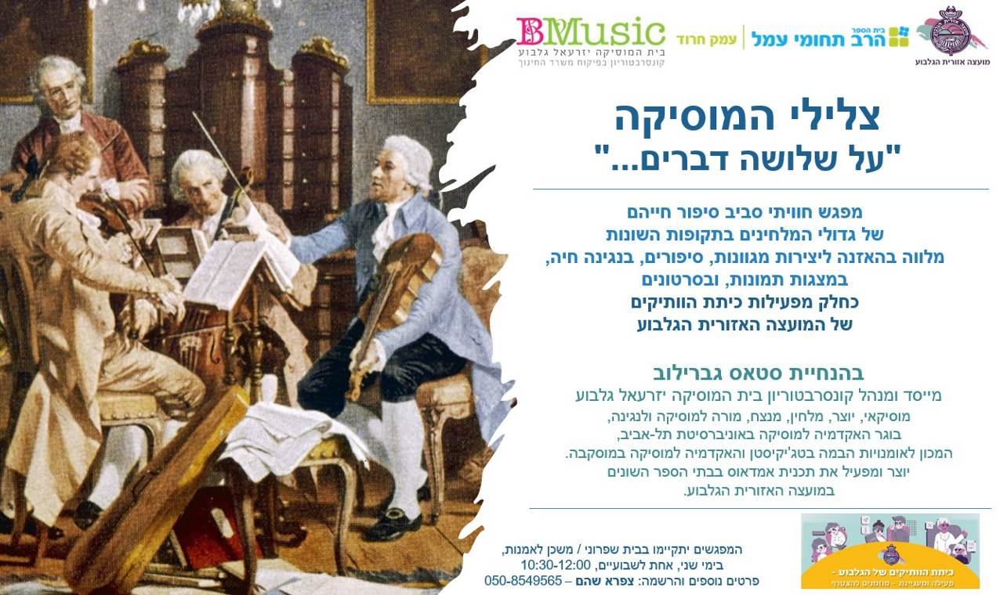 BMusic
בית המוסיקה יזרעאל גלבוע
קונסרבטוריון בפיקוח משרד החינוך
בית הספר
הרב תחומי עמל | עמק חרוד
מועצה אזורית הגלבוע
צלילי המוסיקה
"על שלושה דברים..."
מפגש חוויתי סביב סיפור חייהם
של גדולי המלחינים בתקופות השונות
מלווה בהאזנה ליצירות מגוונות, סיפורים, בנגינה חיה,
במצגות תמונות, ובסרטונים
כחלק מפעילות כיתת הוותיקים
של המועצה האזורית הגלבוע
בהנחיית סטאס גברילוב
מייסד ומנהל קונסרבטוריון בית המוסיקה יזרעאל גלבוע
מוסיקאי, יוצר, מלחין, מנצח, מורה למוסיקה ולנגינה,
בוגר האקדמיה למוסיקה באוניברסיטת תל-אביב,
המכון לאומנויות הבמה בטג'יקיסטן והאקדמיה למוסיקה במוסקבה.
יוצר ומפעיל את תכנית אמדאוס בבתי הספר השונים
במועצה האזורית הגלבוע.
המפגשים יתקיימו בבית שפרוני / משכן לאמנות,
בימי שני, אחת לשבועיים, 10:30-12:00
פרטים נוספים והרשמה: צפרא שהם – 050-8549565
כיתת הוותיקים של הגלבוע -
פעילה ומעניינת - מוזמנים להצטרף